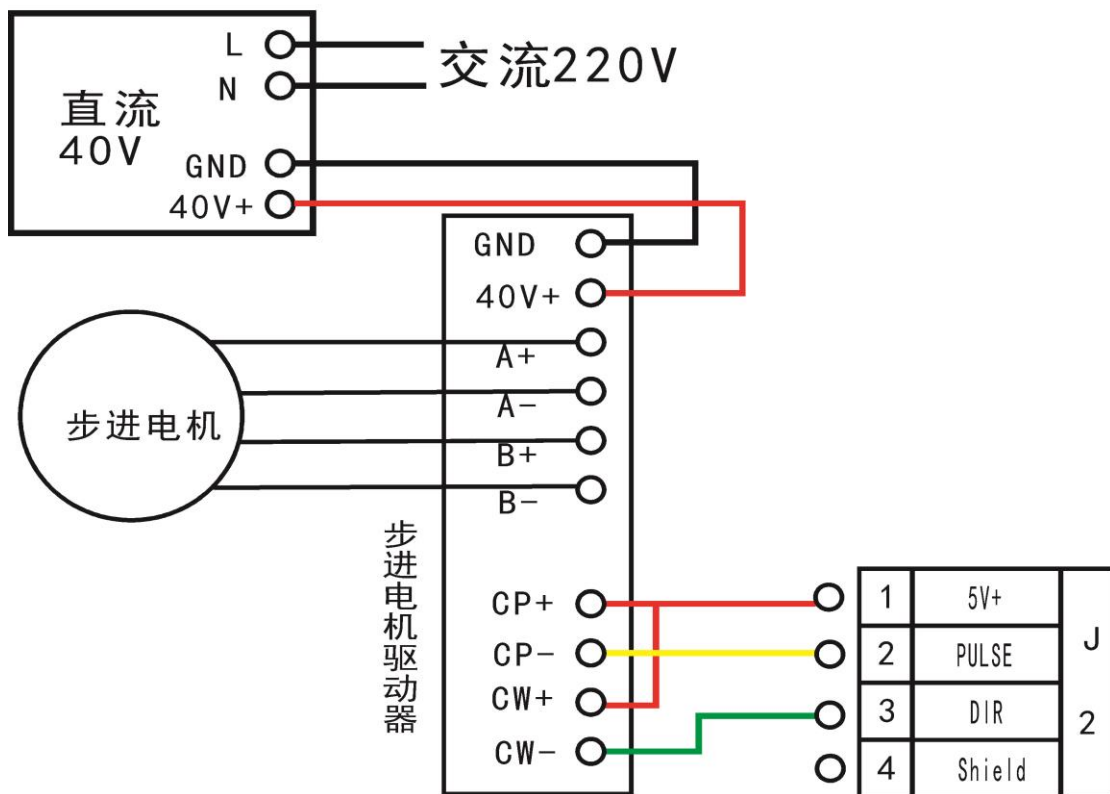 L
N
交流220V
直流
40V
GND
40V+
GND
40V+
A+
A-
B+
B-
步进电机
步进电机驱动器
CP+
CP-
CW+
CW-
1 5V+
2 PULSE
3 DIR
4 Shield
J
2